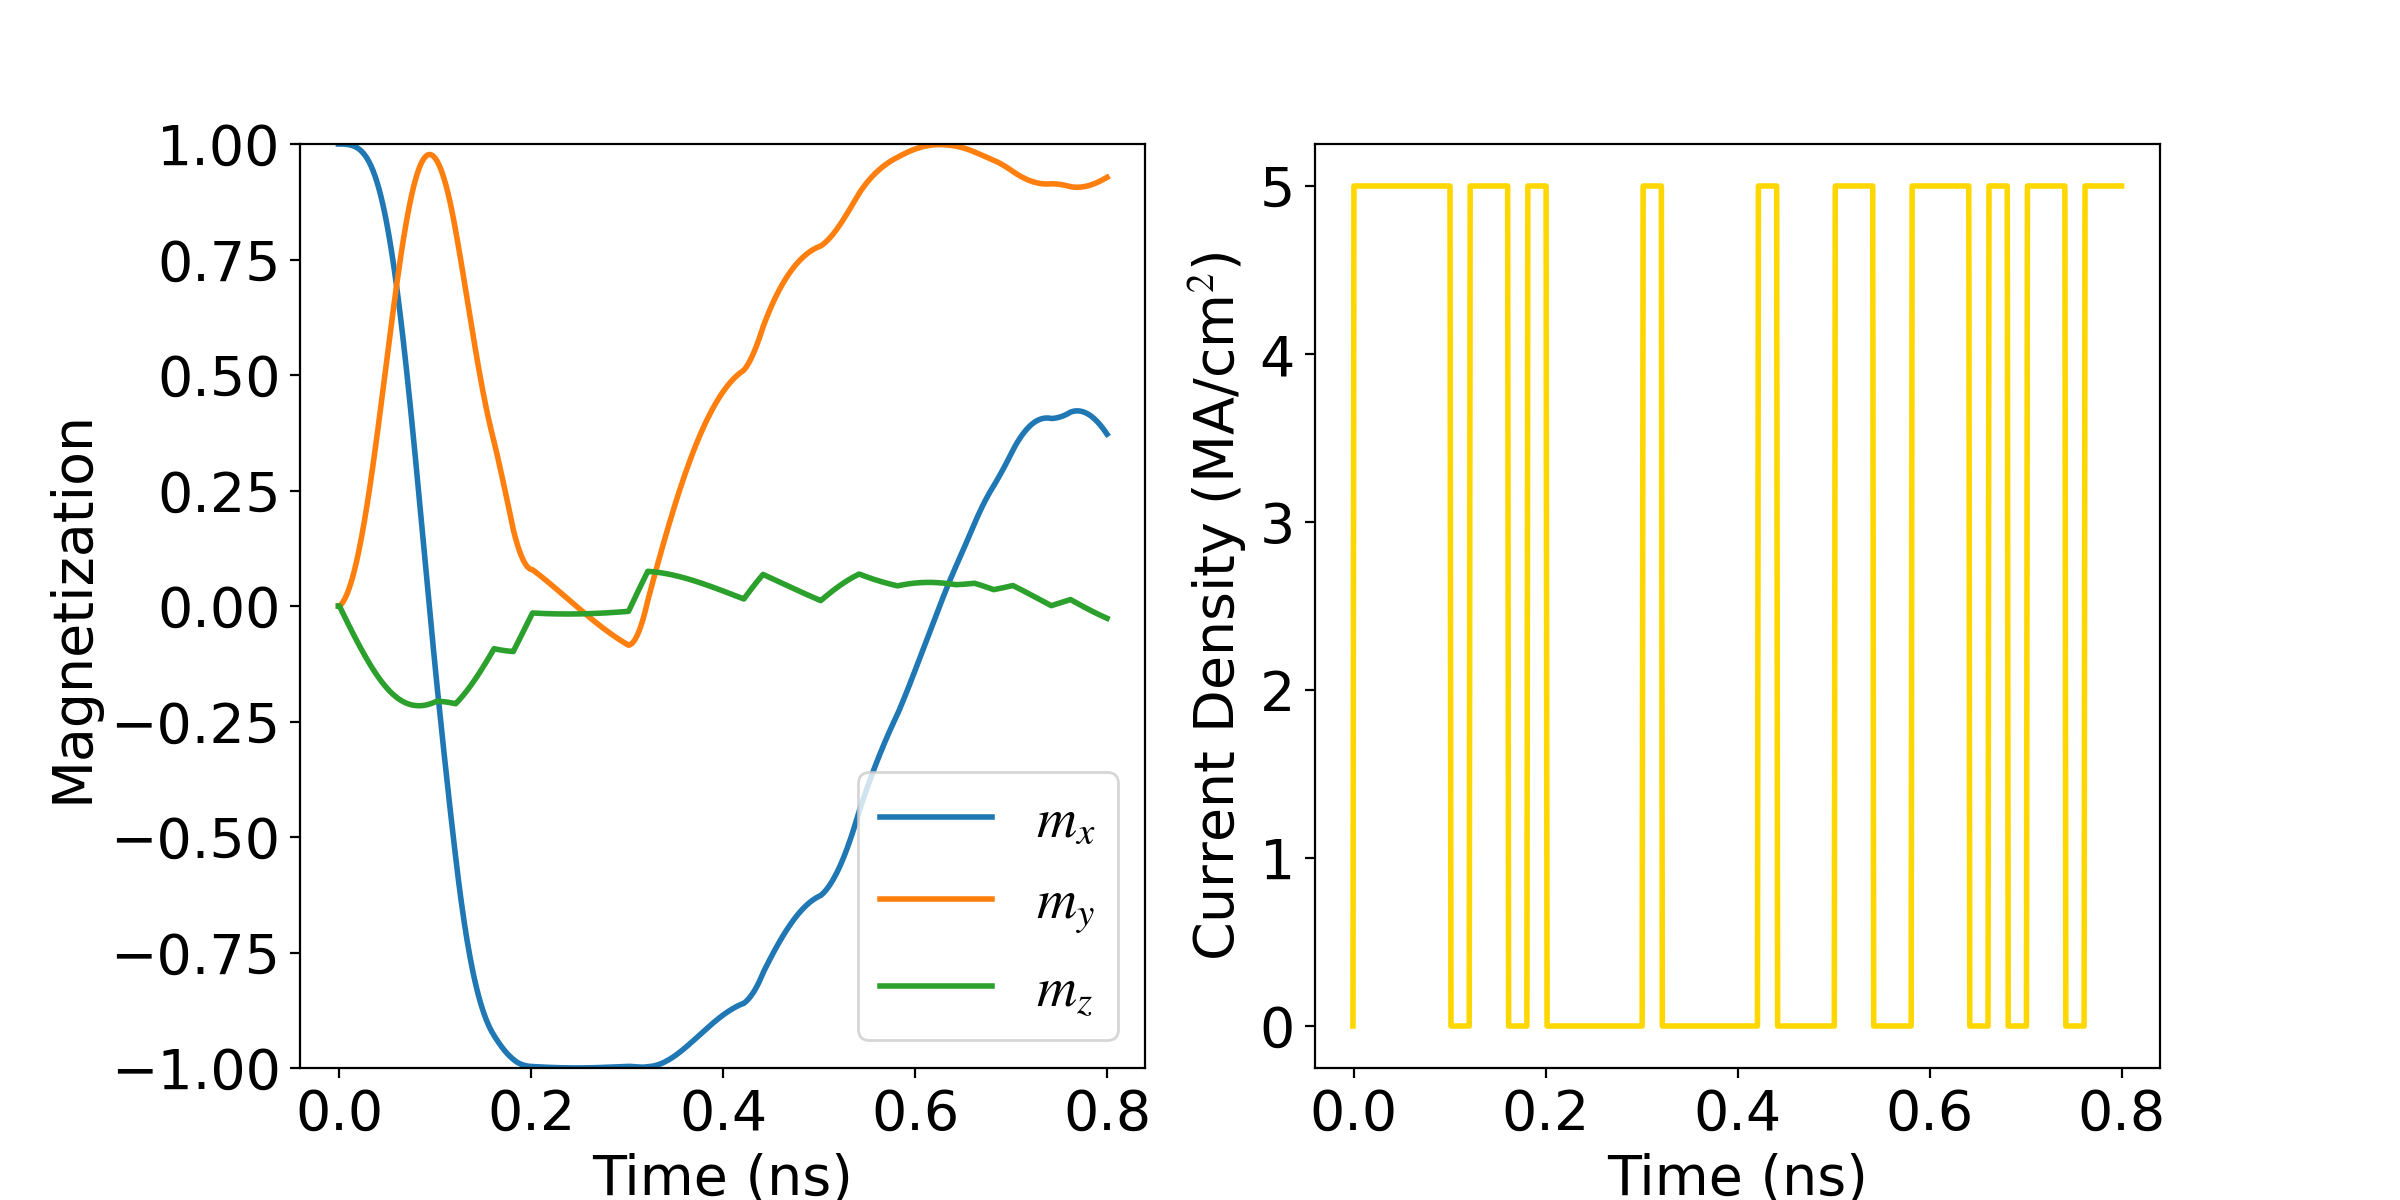 Magnetization
1.00
0.75
0.50
0.25
0.00
−0.25
−0.50
−0.75
−1.00
0.0 0.2 0.4 0.6 0.8
Time (ns)
mₓ
m_y
m_z
Current Density (MA/cm²)
5
4
3
2
1
0
0.0 0.2 0.4 0.6 0.8
Time (ns)